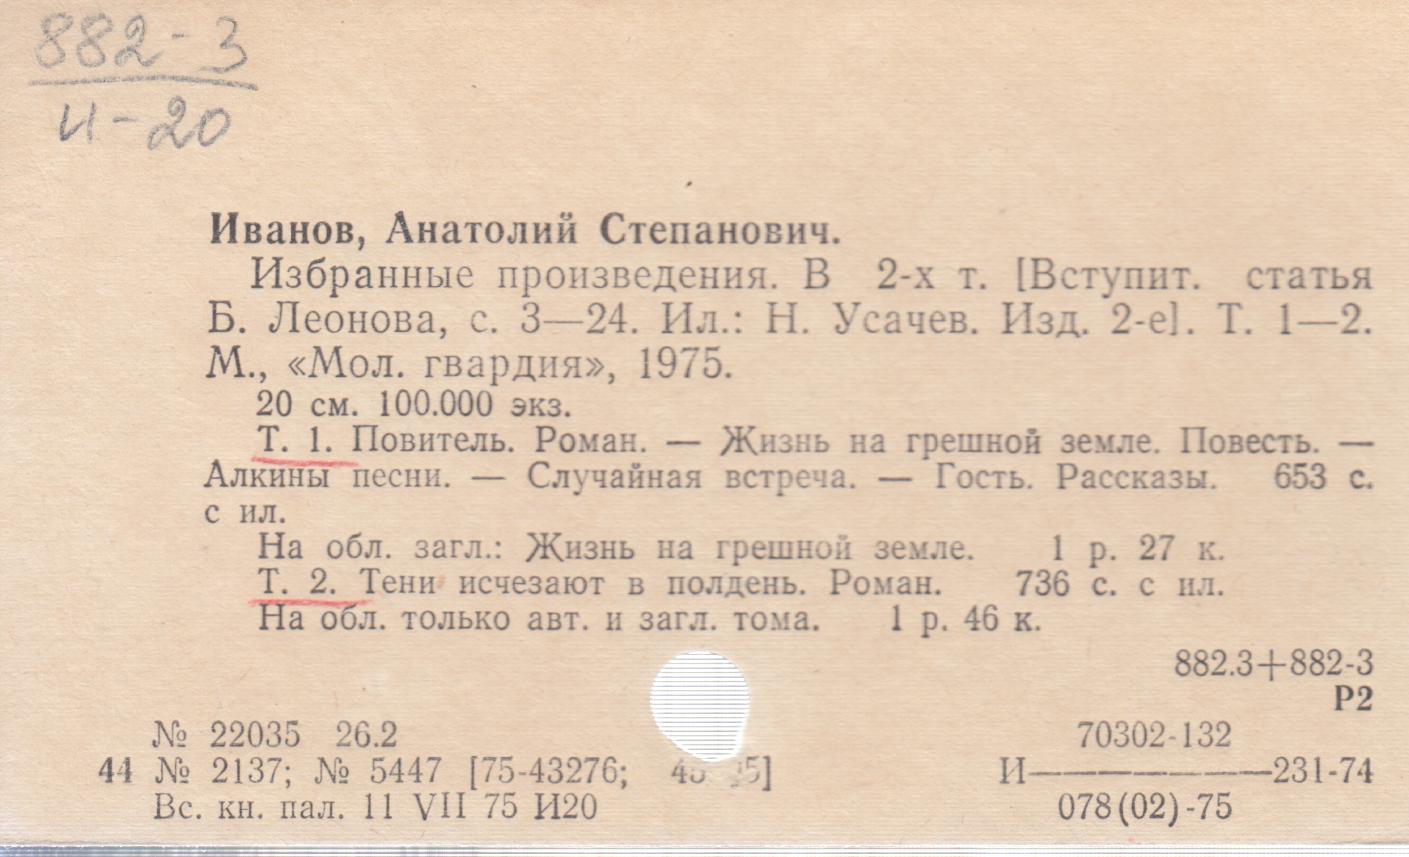 882-3
И-20
Иванов, Анатолий Степанович.
Избранные произведения. В 2-х т. [Вступит. статья
Б. Леонова, с. 3—24. Ил.: Н. Усачев. Изд. 2-е]. Т. 1—2.
М., «Мол. гвардия», 1975.
20 см. 100.000 экз.
Т. 1. Повитель. Роман. — Жизнь на грешной земле. Повесть. —
Алкины песни. — Случайная встреча. — Гость. Рассказы. 653 с.
с ил.
На обл. загл.: Жизнь на грешной земле. 1 р. 27 к.
Т. 2. Тени исчезают в полдень. Роман. 736 с. с ил.
На обл. только авт. и загл. тома. 1 р. 46 к.
882.3+882-3
Р2
№ 22035 26.2
70302-132
44 № 2137; № 5447 [75-43276;
И—————————231-74
Вс. кн. пал. 11 VII 75 И20
078(02)-75